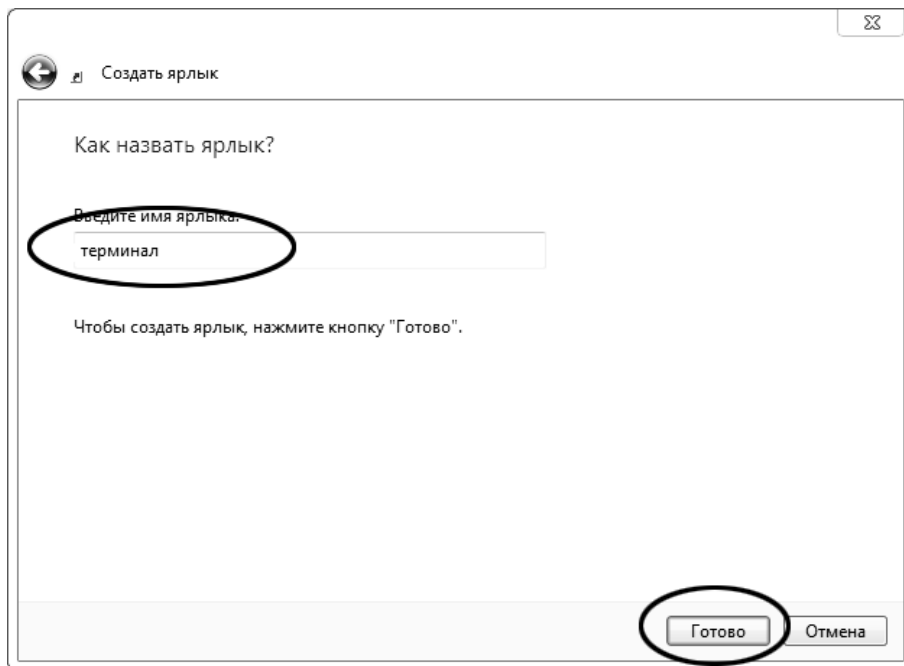 Создать ярлык
Как назвать ярлык?
Введите имя ярлыка:
терминал
Чтобы создать ярлык, нажмите кнопку "Готово".
Готово
Отмена